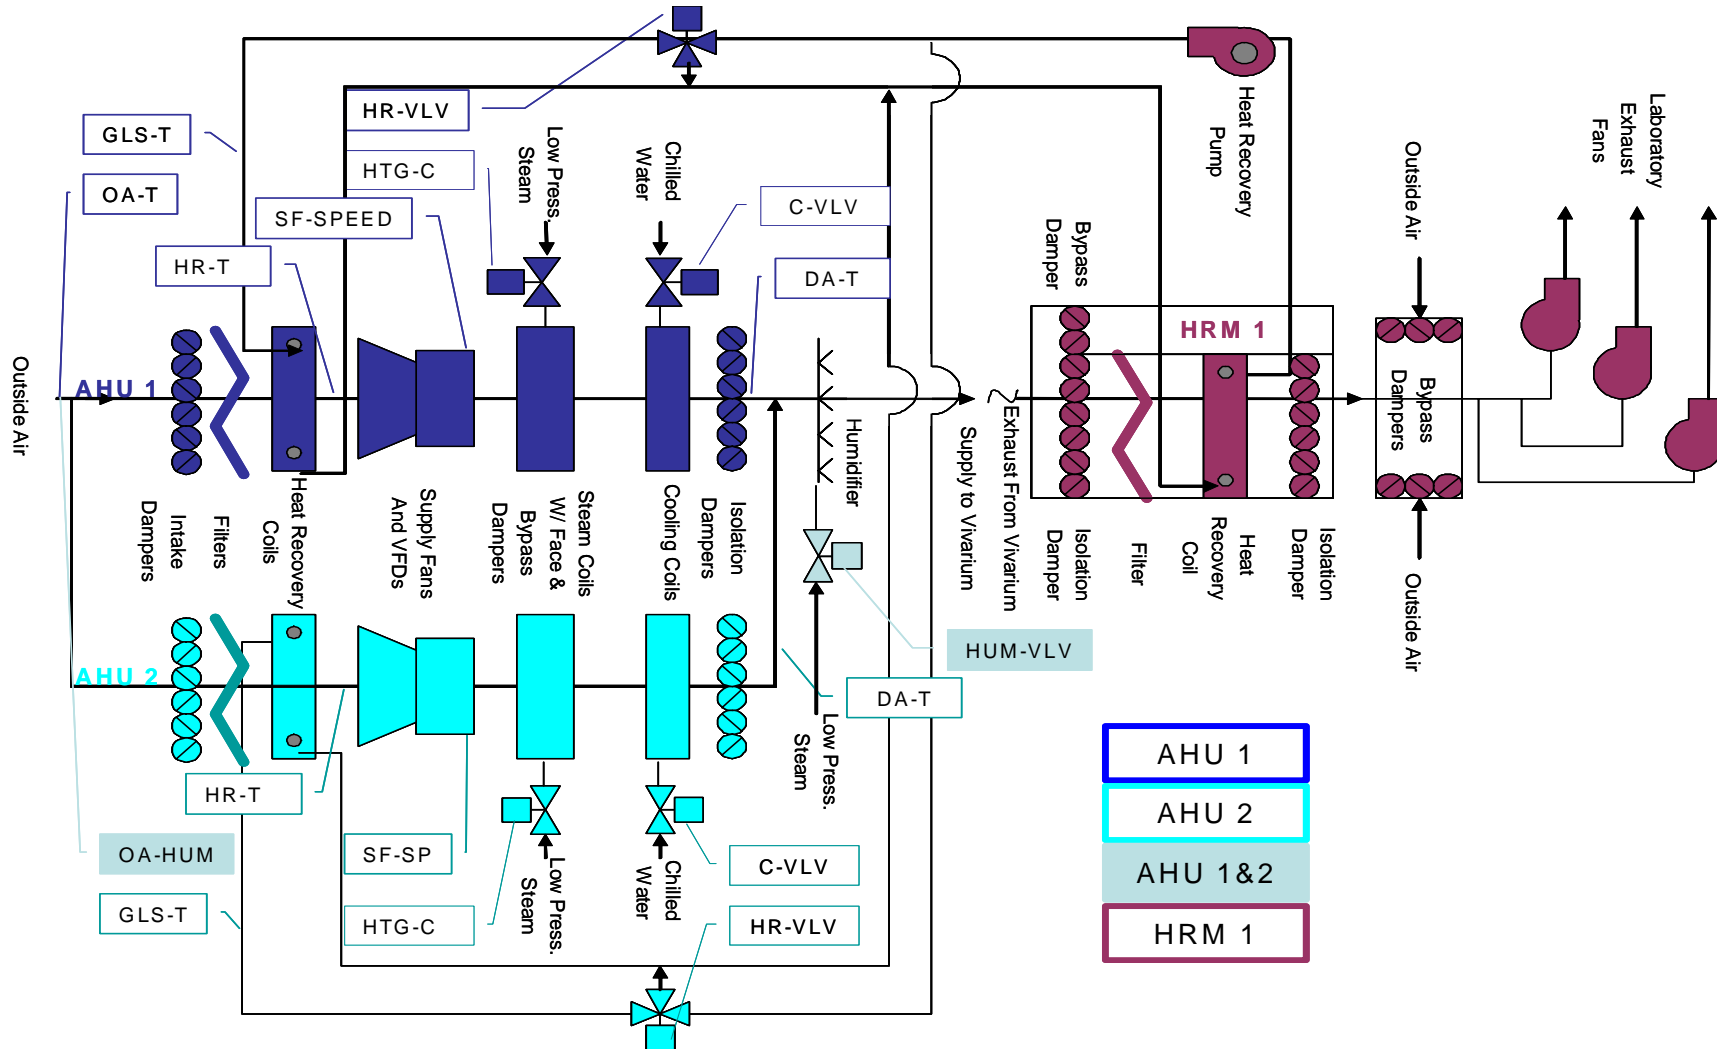 HR-VLV
GLS-T
HTG-C
OA-T
C-VLV
SF-SPEED
HR-T
DA-T
Low Press.
Steam
Chilled
Water
Heat Recovery
Pump
Outside Air
Laboratory
Exhaust
Fans
Bypass
Damper
HRM 1
AHU 1
Outside Air
Bypass
Dampers
Humidifier
Supply to Vivarium
Exhaust From Vivarium
Intake
Dampers
Filters
Heat Recovery
Coils
Supply Fans
And VFDs
Steam Coils
W/ Face &
Bypass
Dampers
Cooling Coils
Isolation
Dampers
Isolation
Damper
Filter
Heat
Recovery
Coil
Isolation
Damper
Outside Air
AHU 2
HUM-VLV
DA-T
Low Press.
Steam
HR-T
OA-HUM
SF-SP
C-VLV
GLS-T
HTG-C
Low Press.
Steam
Chilled
Water
HR-VLV
AHU 1
AHU 2
AHU 1&2
HRM 1